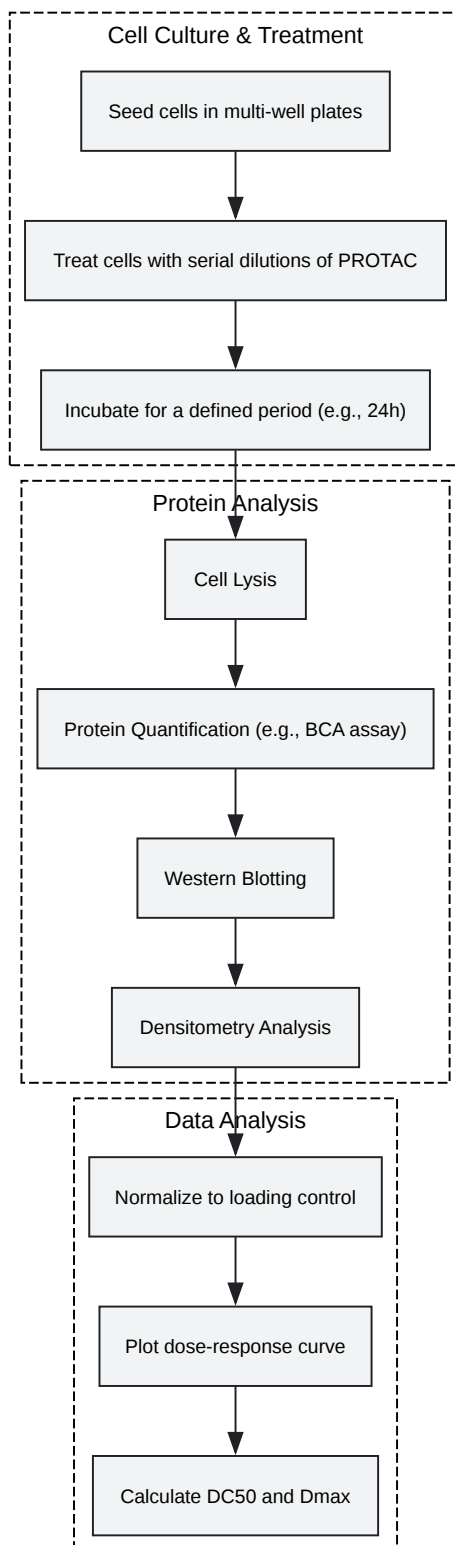 Cell Culture & Treatment
Seed cells in multi-well plates
Treat cells with serial dilutions of PROTAC
Incubate for a defined period (e.g., 24h)
Protein Analysis
Cell Lysis
Protein Quantification (e.g., BCA assay)
Western Blotting
Densitometry Analysis
Data Analysis
Normalize to loading control
Plot dose-response curve
Calculate DC50 and Dmax